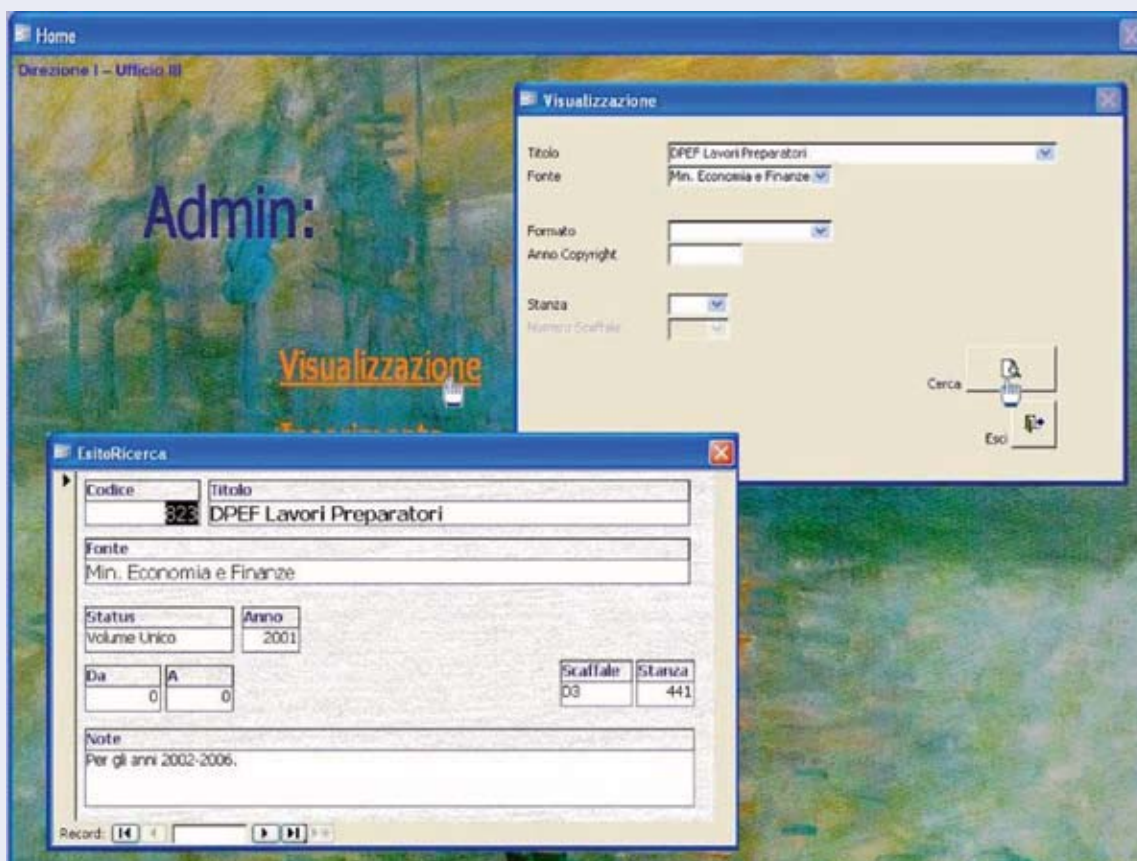 Home
Direzione I – Ufficio III
Admin:
Visualizzazione
Visualizzazione
Titolo DPEF Lavori Preparatori
Fonte Min. Economia e Finanze
Formato
Anno Copyright
Stanza
Numero Scaffale
Cerca
Esci
EsitoRicerca
Codice Titolo
823 DPEF Lavori Preparatori
Fonte
Min. Economia e Finanze
Status Anno
Volume Unico 2001
Da A Scaffale Stanza
0 0 D3 441
Note
Per gli anni 2002-2006.
Record: